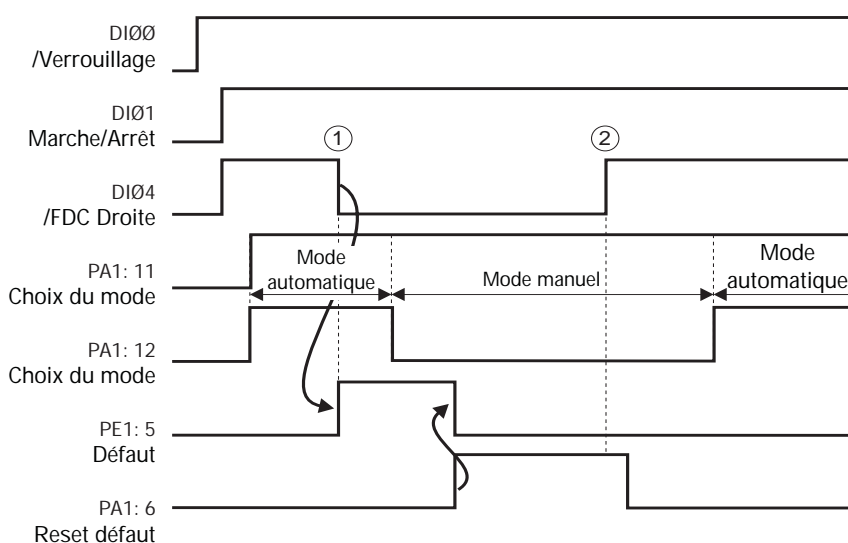 DIØØ
/Verrouillage
DIØ1
Marche/Arrêt
1
2
DIØ4
/FDC Droite
PA1: 11
Choix du mode
Mode
automatique
Mode manuel
Mode
automatique
PA1: 12
Choix du mode
PE1: 5
Défaut
PA1: 6
Reset défaut